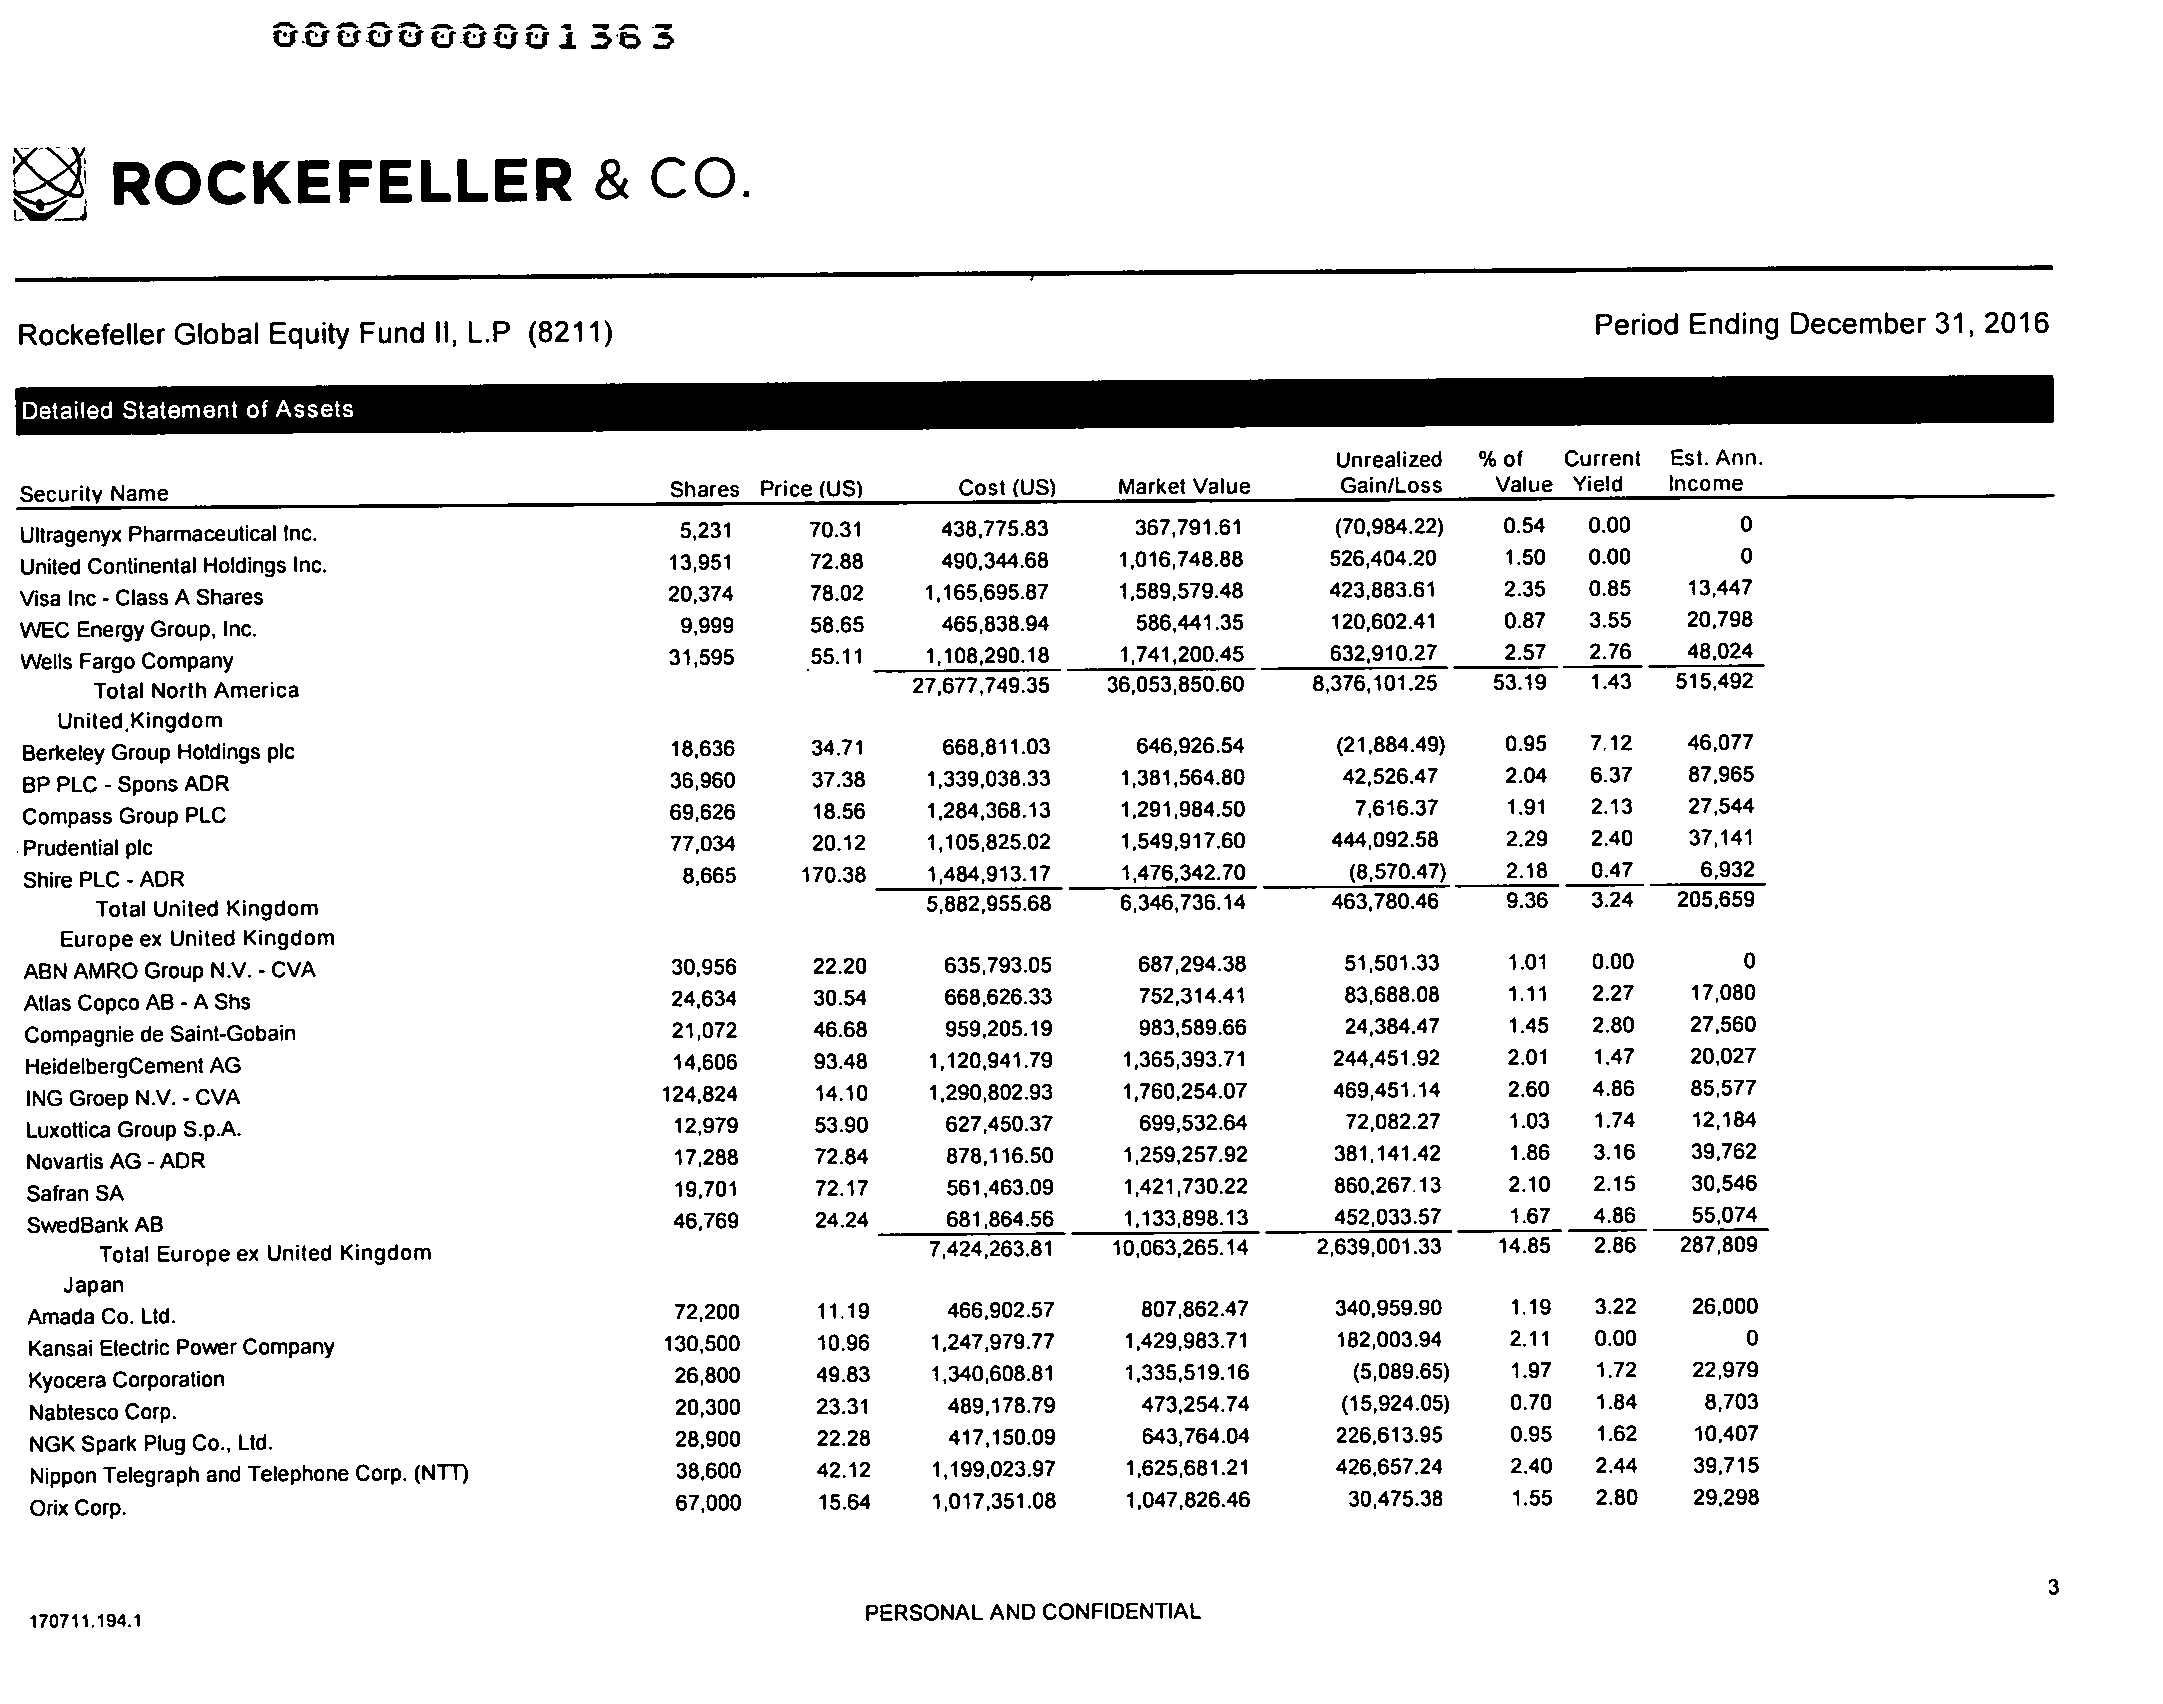 0000000001363
ROCKEFELLER & CO.
Rockefeller Global Equity Fund II, L.P (8211) Period Ending December 31, 2016
Detailed Statement of Assets
Unrealized % of Current Est. Ann.
Security Name Shares Price (US) Cost (US) Market Value Gain/Loss Value Yield Income
Ultragenyx Pharmaceutical Inc. 5,231 70.31 438,775.83 367,791.61 (70,984.22) 0.54 0.00 0
United Continental Holdings Inc. 13,951 72.88 490,344.68 1,016,748.88 526,404.20 1.50 0.00 0
Visa Inc - Class A Shares 20,374 78.02 1,165,695.87 1,589,579.48 423,883.61 2.35 0.85 13,447
WEC Energy Group, Inc. 9,999 58.65 465,838.94 586,441.35 120,602.41 0.87 3.55 20,798
Wells Fargo Company 31,595 55.11 1,108,290.18 1,741,200.45 632,910.27 2.57 2.76 48,024
Total North America 27,677,749.35 36,053,850.60 8,376,101.25 53.19 1.43 515,492
United Kingdom
Berkeley Group Holdings plc 18,636 34.71 668,811.03 646,926.54 (21,884.49) 0.95 7.12 46,077
BP PLC - Spons ADR 36,960 37.38 1,339,038.33 1,381,564.80 42,526.47 2.04 6.37 87,965
Compass Group PLC 69,626 18.56 1,284,368.13 1,291,984.50 7,616.37 1.91 2.13 27,544
Prudential plc 77,034 20.12 1,105,825.02 1,549,917.60 444,092.58 2.29 2.40 37,141
Shire PLC - ADR 8,665 170.38 1,484,913.17 1,476,342.70 (8,570.47) 2.18 0.47 6,932
Total United Kingdom 5,882,955.68 6,346,736.14 463,780.46 9.36 3.24 205,659
Europe ex United Kingdom
ABN AMRO Group N.V. - CVA 30,956 22.20 635,793.05 687,294.38 51,501.33 1.01 0.00 0
Atlas Copco AB - A Shs 24,634 30.54 668,626.33 752,314.41 83,688.08 1.11 2.27 17,080
Compagnie de Saint-Gobain 21,072 46.68 959,205.19 983,589.66 24,384.47 1.45 2.80 27,560
HeidelbergCement AG 14,606 93.48 1,120,941.79 1,365,393.71 244,451.92 2.01 1.47 20,027
ING Groep N.V. - CVA 124,824 14.10 1,290,802.93 1,760,254.07 469,451.14 2.60 4.86 85,577
Luxottica Group S.p.A. 12,979 53.90 627,450.37 699,532.64 72,082.27 1.03 1.74 12,184
Novartis AG - ADR 17,288 72.84 878,116.50 1,259,257.92 381,141.42 1.86 3.16 39,762
Safran SA 19,701 72.17 561,463.09 1,421,730.22 860,267.13 2.10 2.15 30,546
SwedBank AB 46,769 24.24 681,864.56 1,133,898.13 452,033.57 1.67 4.86 55,074
Total Europe ex United Kingdom 7,424,263.81 10,063,265.14 2,639,001.33 14.85 2.86 287,809
Japan
Amada Co. Ltd. 72,200 11.19 466,902.57 807,862.47 340,959.90 1.19 3.22 26,000
Kansai Electric Power Company 130,500 10.96 1,247,979.77 1,429,983.71 182,003.94 2.11 0.00 0
Kyocera Corporation 26,800 49.83 1,340,608.81 1,335,519.16 (5,089.65) 1.97 1.72 22,979
Nabtesco Corp. 20,300 23.31 489,178.79 473,254.74 (15,924.05) 0.70 1.84 8,703
NGK Spark Plug Co., Ltd. 28,900 22.28 417,150.09 643,764.04 226,613.95 0.95 1.62 10,407
Nippon Telegraph and Telephone Corp. (NTT) 38,600 42.12 1,199,023.97 1,625,681.21 426,657.24 2.40 2.44 39,715
Orix Corp. 67,000 15.64 1,017,351.08 1,047,826.46 30,475.38 1.55 2.80 29,298
3
170711.194.1 PERSONAL AND CONFIDENTIAL